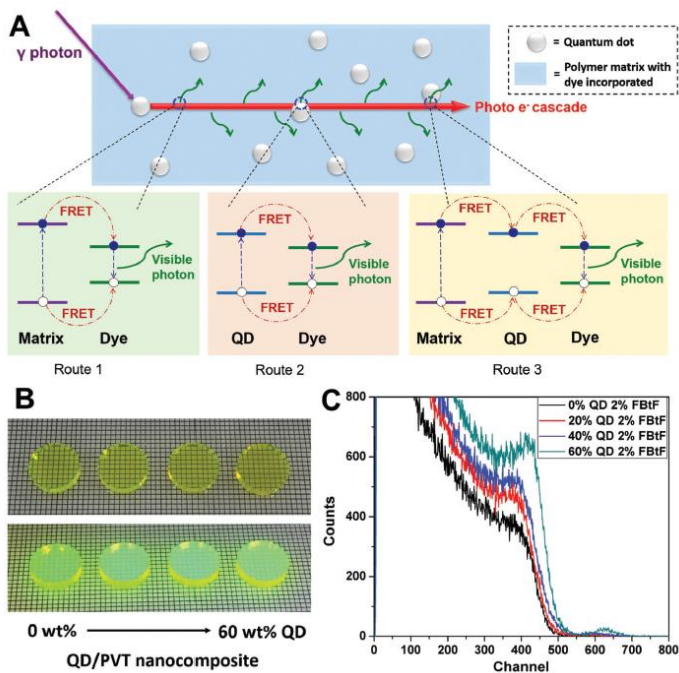 A
γ photon
= Quantum dot
= Polymer matrix with
dye incorporated
Photo e⁻ cascade
FRET
FRET
Visible
photon
Matrix
Dye
Route 1
FRET
FRET
Visible
photon
QD
Dye
Route 2
FRET
FRET
FRET
FRET
Visible
photon
Matrix
QD
Dye
Route 3
B
0 wt%
60 wt% QD
QD/PVT nanocomposite
C
800
600
400
200
0
Counts
0% QD 2% FBtF
20% QD 2% FBtF
40% QD 2% FBtF
60% QD 2% FBtF
0 100 200 300 400 500 600 700 800
Channel